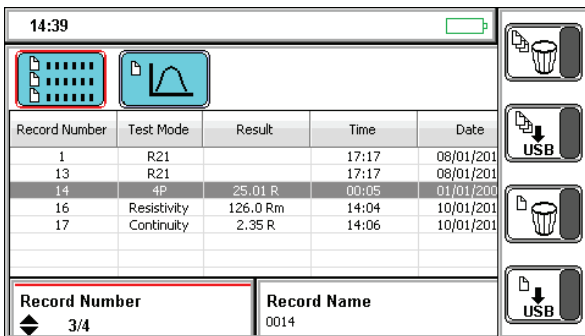 14:39
Record Number Test Mode Result Time Date
1 R21 17:17 08/01/201
13 R21 17:17 08/01/201
14 4P 25.01 R 00:05 01/01/200
16 Resistivity 126.0 Rm 14:04 10/01/201
17 Continuity 2.35 R 14:06 10/01/201
Record Number
3/4
Record Name
0014
USB
USB